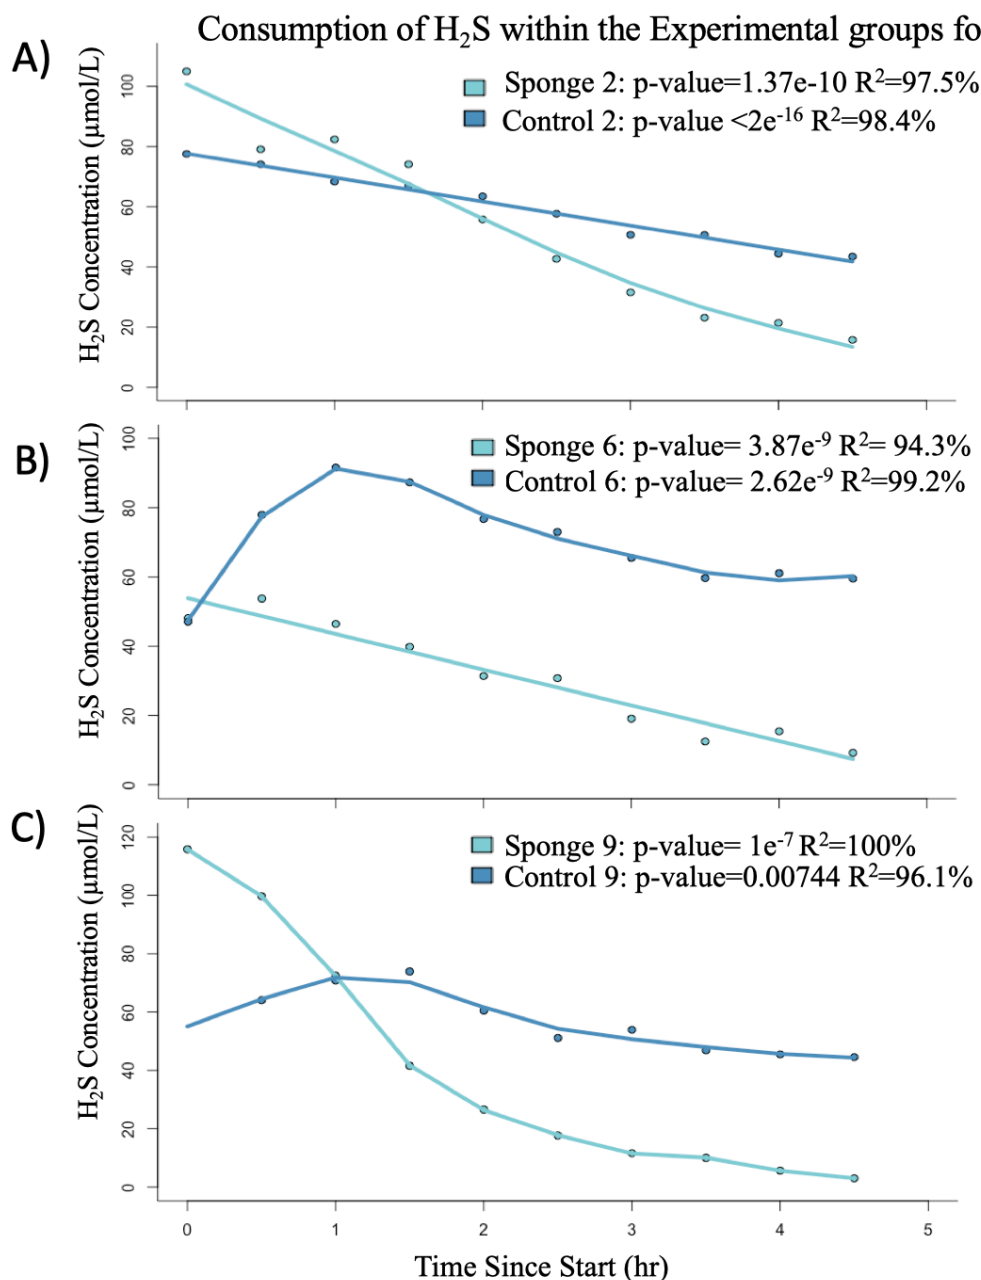 Consumption of H₂S within the Experimental groups fo
A)
H₂S Concentration (µmol/L)
100
80
60
40
20
0
Sponge 2: p-value=1.37e-10 R²=97.5%
Control 2: p-value <2e⁻¹⁶ R²=98.4%
B)
H₂S Concentration (µmol/L)
100
80
60
40
20
0
Sponge 6: p-value= 3.87e⁻⁹ R²= 94.3%
Control 6: p-value= 2.62e⁻⁹ R²=99.2%
C)
H₂S Concentration (µmol/L)
120
100
80
60
40
20
0
Sponge 9: p-value= 1e⁻⁷ R²=100%
Control 9: p-value=0.00744 R²=96.1%
0 1 2 3 4 5
Time Since Start (hr)